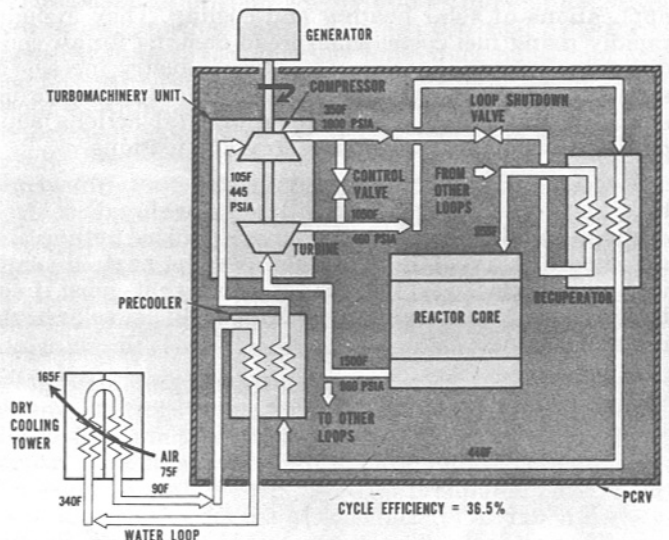 GENERATOR
COMPRESSOR
TURBOMACHINERY UNIT
350F
1000 PSIA
LOOP SHUTDOWN
VALVE
105F
445
PSIA
CONTROL
VALVE
FROM
OTHER
LOOPS
1050F
460 PSIA
TURBINE
RECUPERATOR
PRECOOLER
REACTOR CORE
1500F
PSIA
TO OTHER
LOOPS
165F
DRY
COOLING
TOWER
AIR
75F
90F
340F
WATER LOOP
440F
PCRV
CYCLE EFFICIENCY = 36.5%